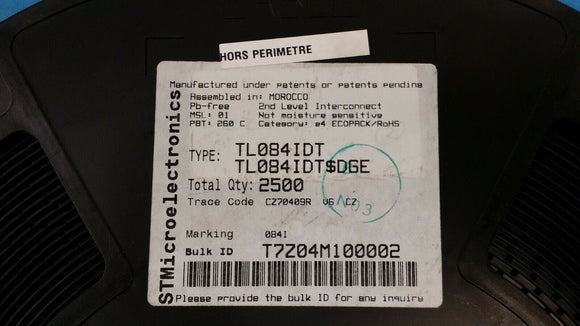 HORS PERIMETRE
STMicroelectronics
Manufactured under patents or patents pending
Assembled in: MOROCCO
Pb-free 2nd Level Interconnect
MSL: 01 Not moisture sensitive
PBT: 260 C Category: e4 ECOPACK/RoHS
TYPE: TL084IDT
TL084IDT$DGE
Total Qty: 2500
Trace Code CZ70409R V6 CZ
Marking 084I
Bulk ID T7Z04M100002
Please provide the bulk ID for any inquiry